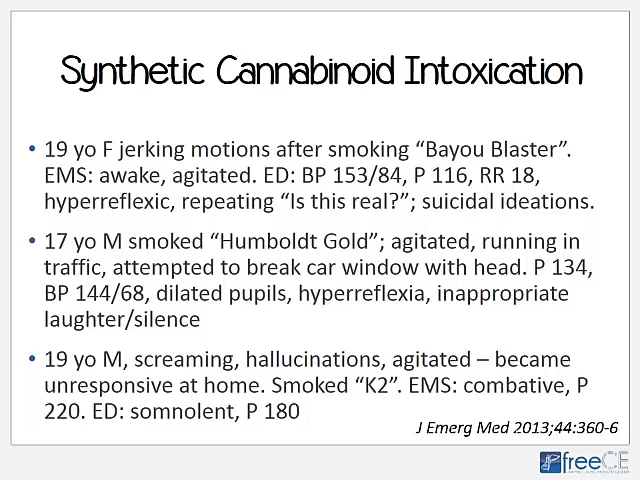 Synthetic Cannabinoid Intoxication
• 19 yo F jerking motions after smoking “Bayou Blaster”.
EMS: awake, agitated. ED: BP 153/84, P 116, RR 18,
hyperreflexic, repeating “Is this real?”; suicidal ideations.
• 17 yo M smoked “Humboldt Gold”; agitated, running in
traffic, attempted to break car window with head. P 134,
BP 144/68, dilated pupils, hyperreflexia, inappropriate
laughter/silence
• 19 yo M, screaming, hallucinations, agitated – became
unresponsive at home. Smoked “K2”. EMS: combative, P
220. ED: somnolent, P 180
J Emerg Med 2013;44:360-6
freeCE